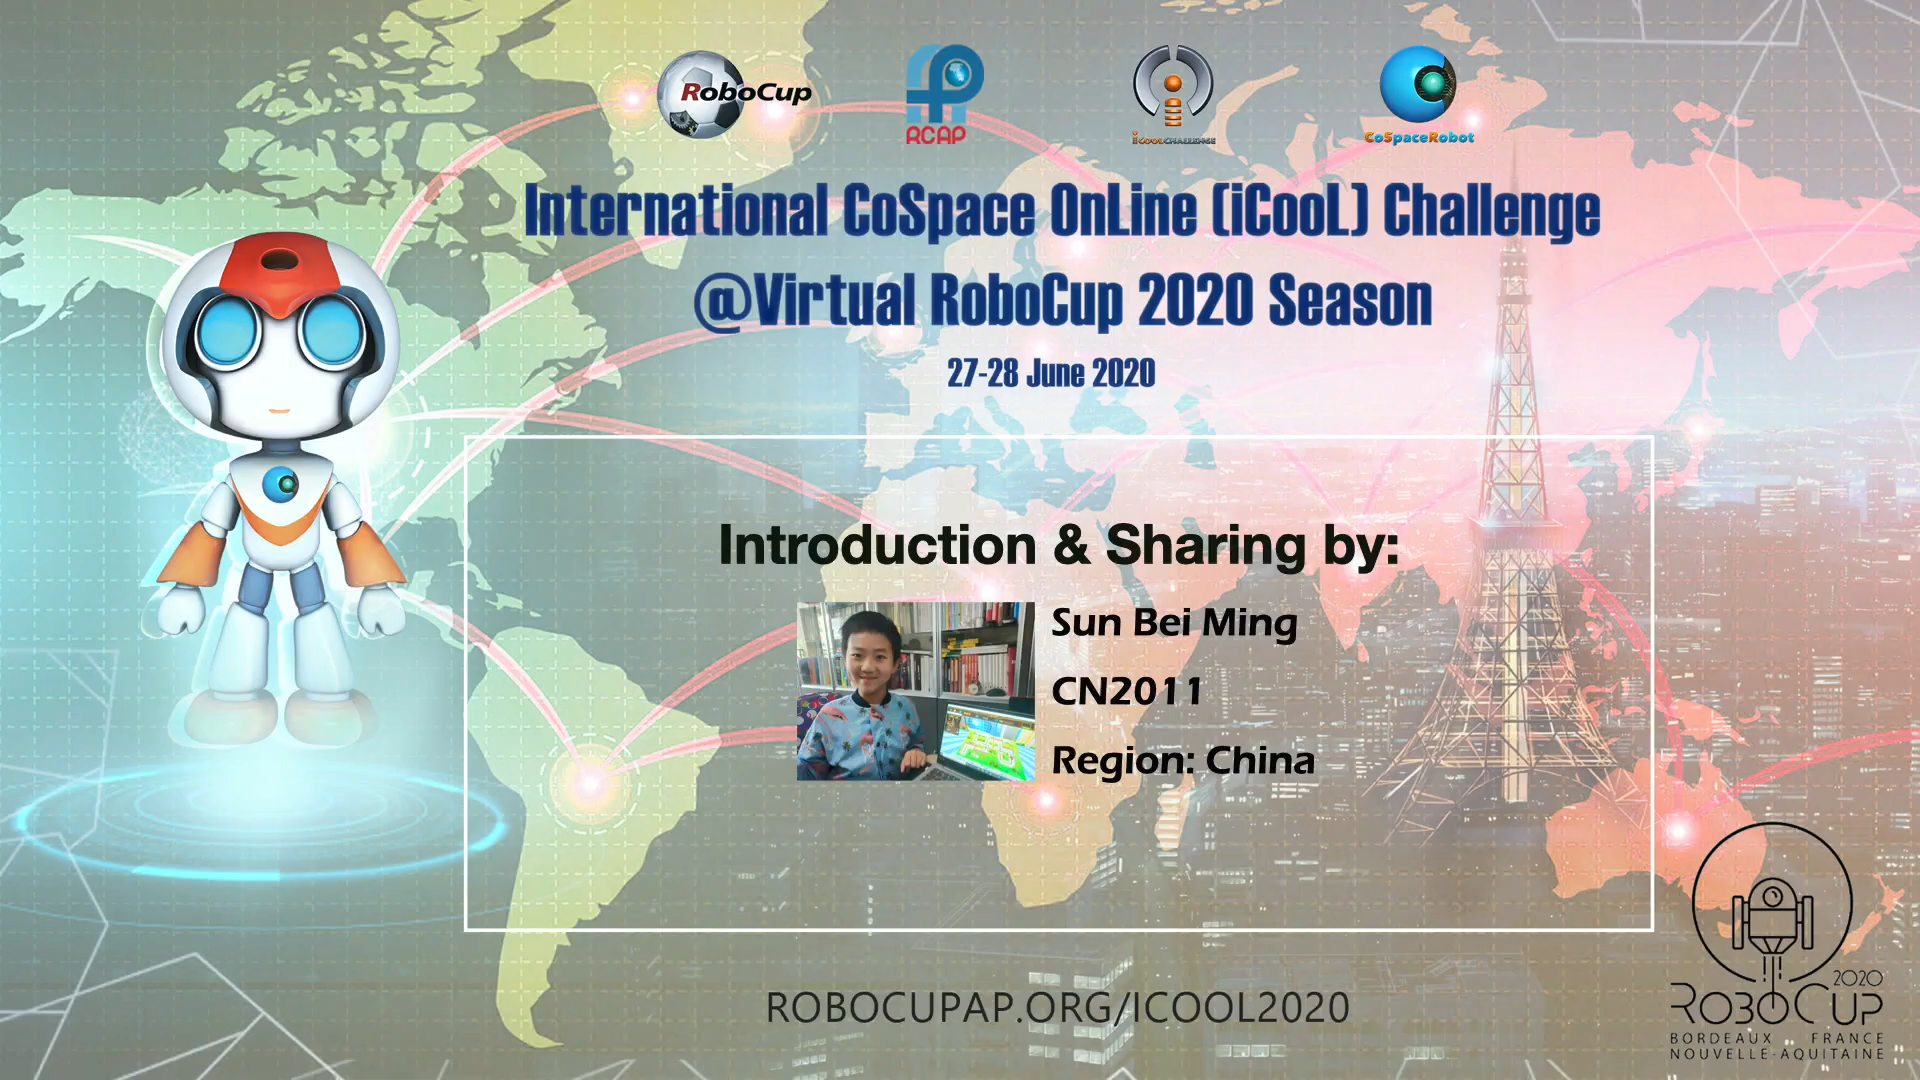 RoboCup
RCAP
iCOOLCHALLENGE
CoSpaceRobot
International CoSpace OnLine (iCooL) Challenge
@Virtual RoboCup 2020 Season
27-28 June 2020
Introduction & Sharing by:
Sun Bei Ming
CN2011
Region: China
ROBOCUPAP.ORG/ICOOL2020
2020
ROBOCUP
BORDEAUX FRANCE
NOUVELLE-AQUITAINE